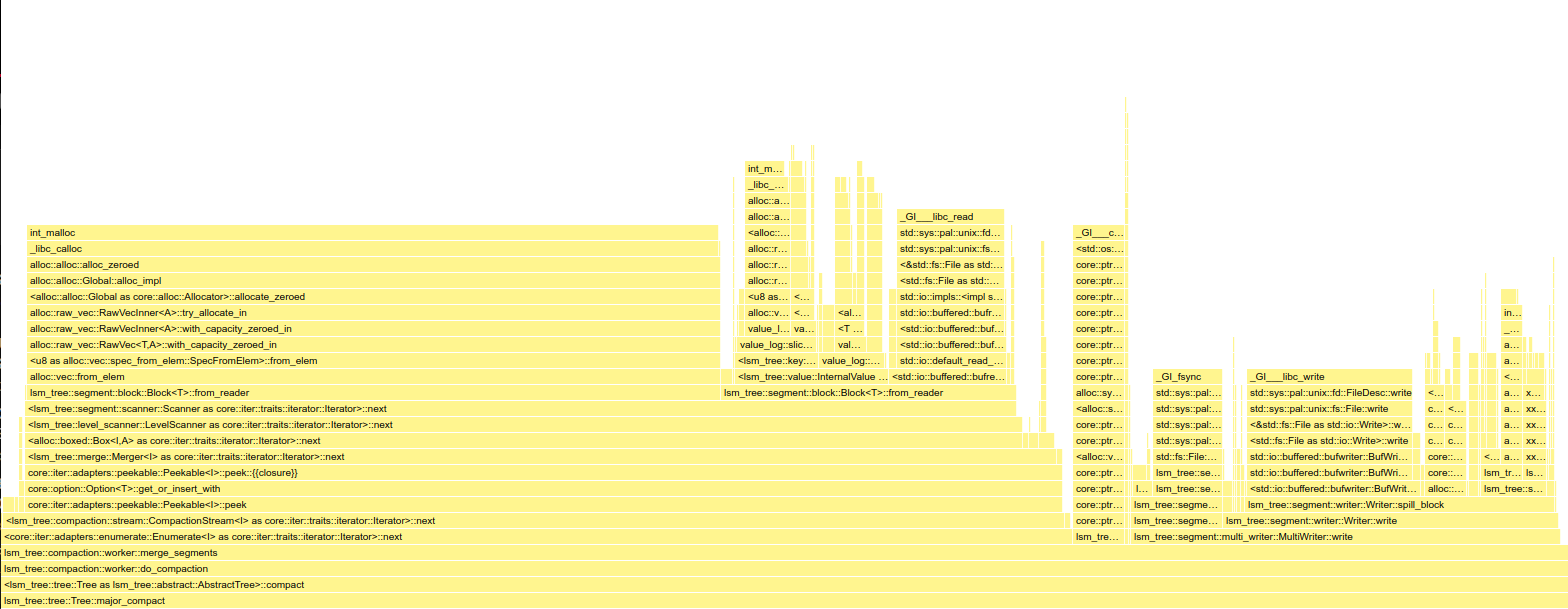 int_m...
_libc_...
alloc::a...
alloc::a... _GI___libc_read
int_malloc <alloc::... std::sys::pal::unix::fd... _GI___c...
_libc_calloc alloc::r... std::sys::pal::unix::fs... <std::os:...
alloc::alloc::alloc_zeroed alloc::r... <&std::fs::File as std:... core::ptr...
alloc::alloc::Global::alloc_impl alloc::r... <std::fs::File as std::... core::ptr...
<alloc::alloc::Global as core::alloc::Allocator>::allocate_zeroed <u8 as... <... std::io::impls::<impl s... core::ptr...
alloc::raw_vec::RawVecInner<A>::try_allocate_in alloc::v... <... <al... std::io::buffered::bufr... core::ptr... in...
alloc::raw_vec::RawVecInner<A>::with_capacity_zeroed_in value_l... va... <T ... <std::io::buffered::buf... core::ptr... _...
alloc::raw_vec::RawVec<T,A>::with_capacity_zeroed_in value_log::slic... val... <std::io::buffered::buf... core::ptr... a...
<u8 as alloc::vec::spec_from_elem::SpecFromElem>::from_elem <lsm_tree::key:... value_log::... std::io::default_read_... core::ptr... a...
alloc::vec::from_elem <lsm_tree::value::InternalValue ... <std::io::buffered::bufre... core::ptr... _GI_fsync _GI___libc_write <...
lsm_tree::segment::block::Block<T>::from_reader lsm_tree::segment::block::Block<T>::from_reader alloc::sy... std::sys::pal:... std::sys::pal::unix::fd::FileDesc::write <... a... x...
<lsm_tree::segment::scanner::Scanner as core::iter::traits::iterator::Iterator>::next <alloc::s... std::sys::pal:... std::sys::pal::unix::fs::File::write c... <... a... xx...
<lsm_tree::level_scanner::LevelScanner as core::iter::traits::iterator::Iterator>::next core::ptr... std::sys::pal:... <&std::fs::File as std::io::Write>::w... c... c... a... xx...
<alloc::boxed::Box<I,A> as core::iter::traits::iterator::Iterator>::next core::ptr... std::sys::pal:... <std::fs::File as std::io::Write>::write c... c... a... xx...
<lsm_tree::merge::Merger<I> as core::iter::traits::iterator::Iterator>::next <alloc::v... std::fs::File:... std::io::buffered::bufwriter::BufWri... core::... <... a... xx...
core::iter::adapters::peekable::Peekable<I>::peek::{{closure}} core::ptr... lsm_tree::se... std::io::buffered::bufwriter::BufWri... core::... lsm_tr... ls...
core::option::Option<T>::get_or_insert_with core::ptr... l... lsm_tree::se... <std::io::buffered::bufwriter::BufWrit... alloc::... lsm_tree::s...
core::iter::adapters::peekable::Peekable<I>::peek core::ptr... lsm_tree::segme... lsm_tree::segment::writer::Writer::spill_block
<lsm_tree::compaction::stream::CompactionStream<I> as core::iter::traits::iterator::Iterator>::next core::ptr... lsm_tree::segme... lsm_tree::segment::writer::Writer::write
<core::iter::adapters::enumerate::Enumerate<I> as core::iter::traits::iterator::Iterator>::next lsm_tre... lsm_tree::segment::multi_writer::MultiWriter::write
lsm_tree::compaction::worker::merge_segments
lsm_tree::compaction::worker::do_compaction
<lsm_tree::tree::Tree as lsm_tree::abstract::AbstractTree>::compact
lsm_tree::tree::Tree::major_compact